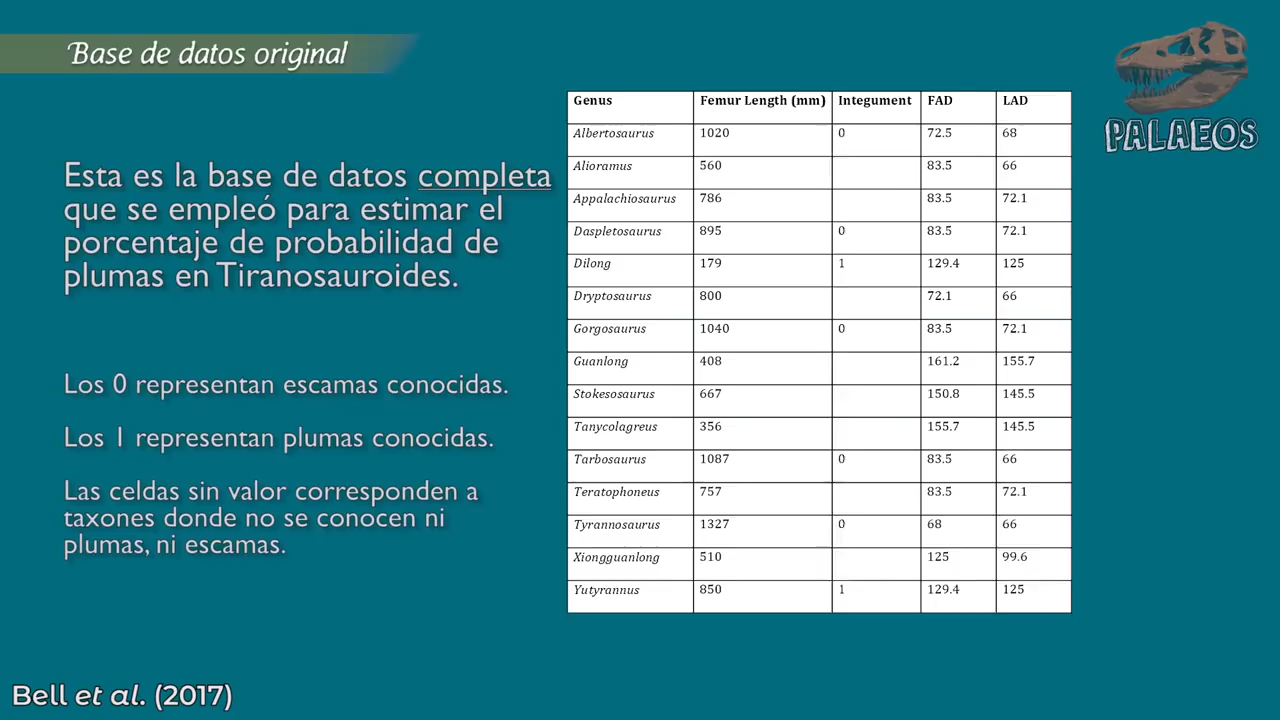 Base de datos original
PALAEOS
Esta es la base de datos completa
que se empleó para estimar el
porcentaje de probabilidad de
plumas en Tiranosauroides.
Los 0 representan escamas conocidas.
Los 1 representan plumas conocidas.
Las celdas sin valor corresponden a
taxones donde no se conocen ni
plumas, ni escamas.
Genus Femur Length (mm) Integument FAD LAD
Albertosaurus 1020 0 72.5 68
Alioramus 560 83.5 66
Appalachiosaurus 786 83.5 72.1
Daspletosaurus 895 0 83.5 72.1
Dilong 179 1 129.4 125
Dryptosaurus 800 72.1 66
Gorgosaurus 1040 0 83.5 72.1
Guanlong 408 161.2 155.7
Stokesosaurus 667 150.8 145.5
Tanycolagreus 356 155.7 145.5
Tarbosaurus 1087 0 83.5 66
Teratophoneus 757 83.5 72.1
Tyrannosaurus 1327 0 68 66
Xiongguanlong 510 125 99.6
Yutyrannus 850 1 129.4 125
Bell et al. (2017)